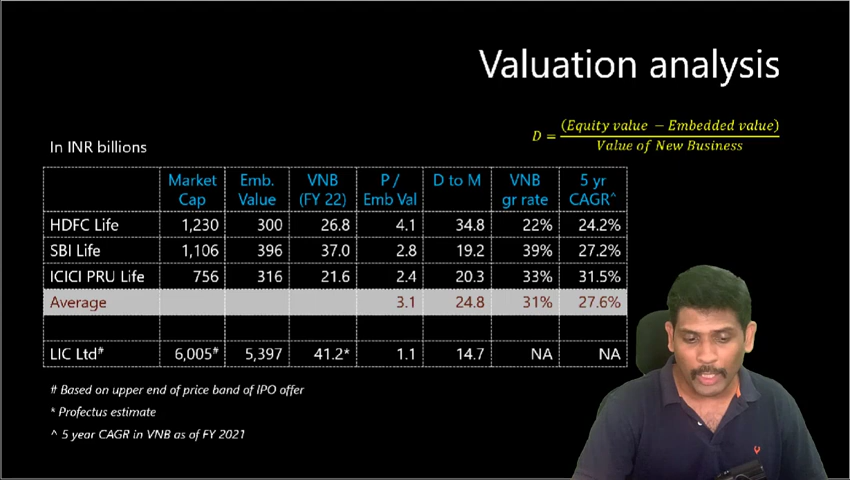 Valuation analysis
D = (Equity value − Embedded value) / Value of New Business
In INR billions
Market Cap Emb. Value VNB (FY 22) P / Emb Val D to M VNB gr rate 5 yr CAGR^
HDFC Life 1,230 300 26.8 4.1 34.8 22% 24.2%
SBI Life 1,106 396 37.0 2.8 19.2 39% 27.2%
ICICI PRU Life 756 316 21.6 2.4 20.3 33% 31.5%
Average 3.1 24.8 31% 27.6%
LIC Ltd# 6,005# 5,397 41.2* 1.1 14.7 NA NA
# Based on upper end of price band of IPO offer
* Profectus estimate
^ 5 year CAGR in VNB as of FY 2021